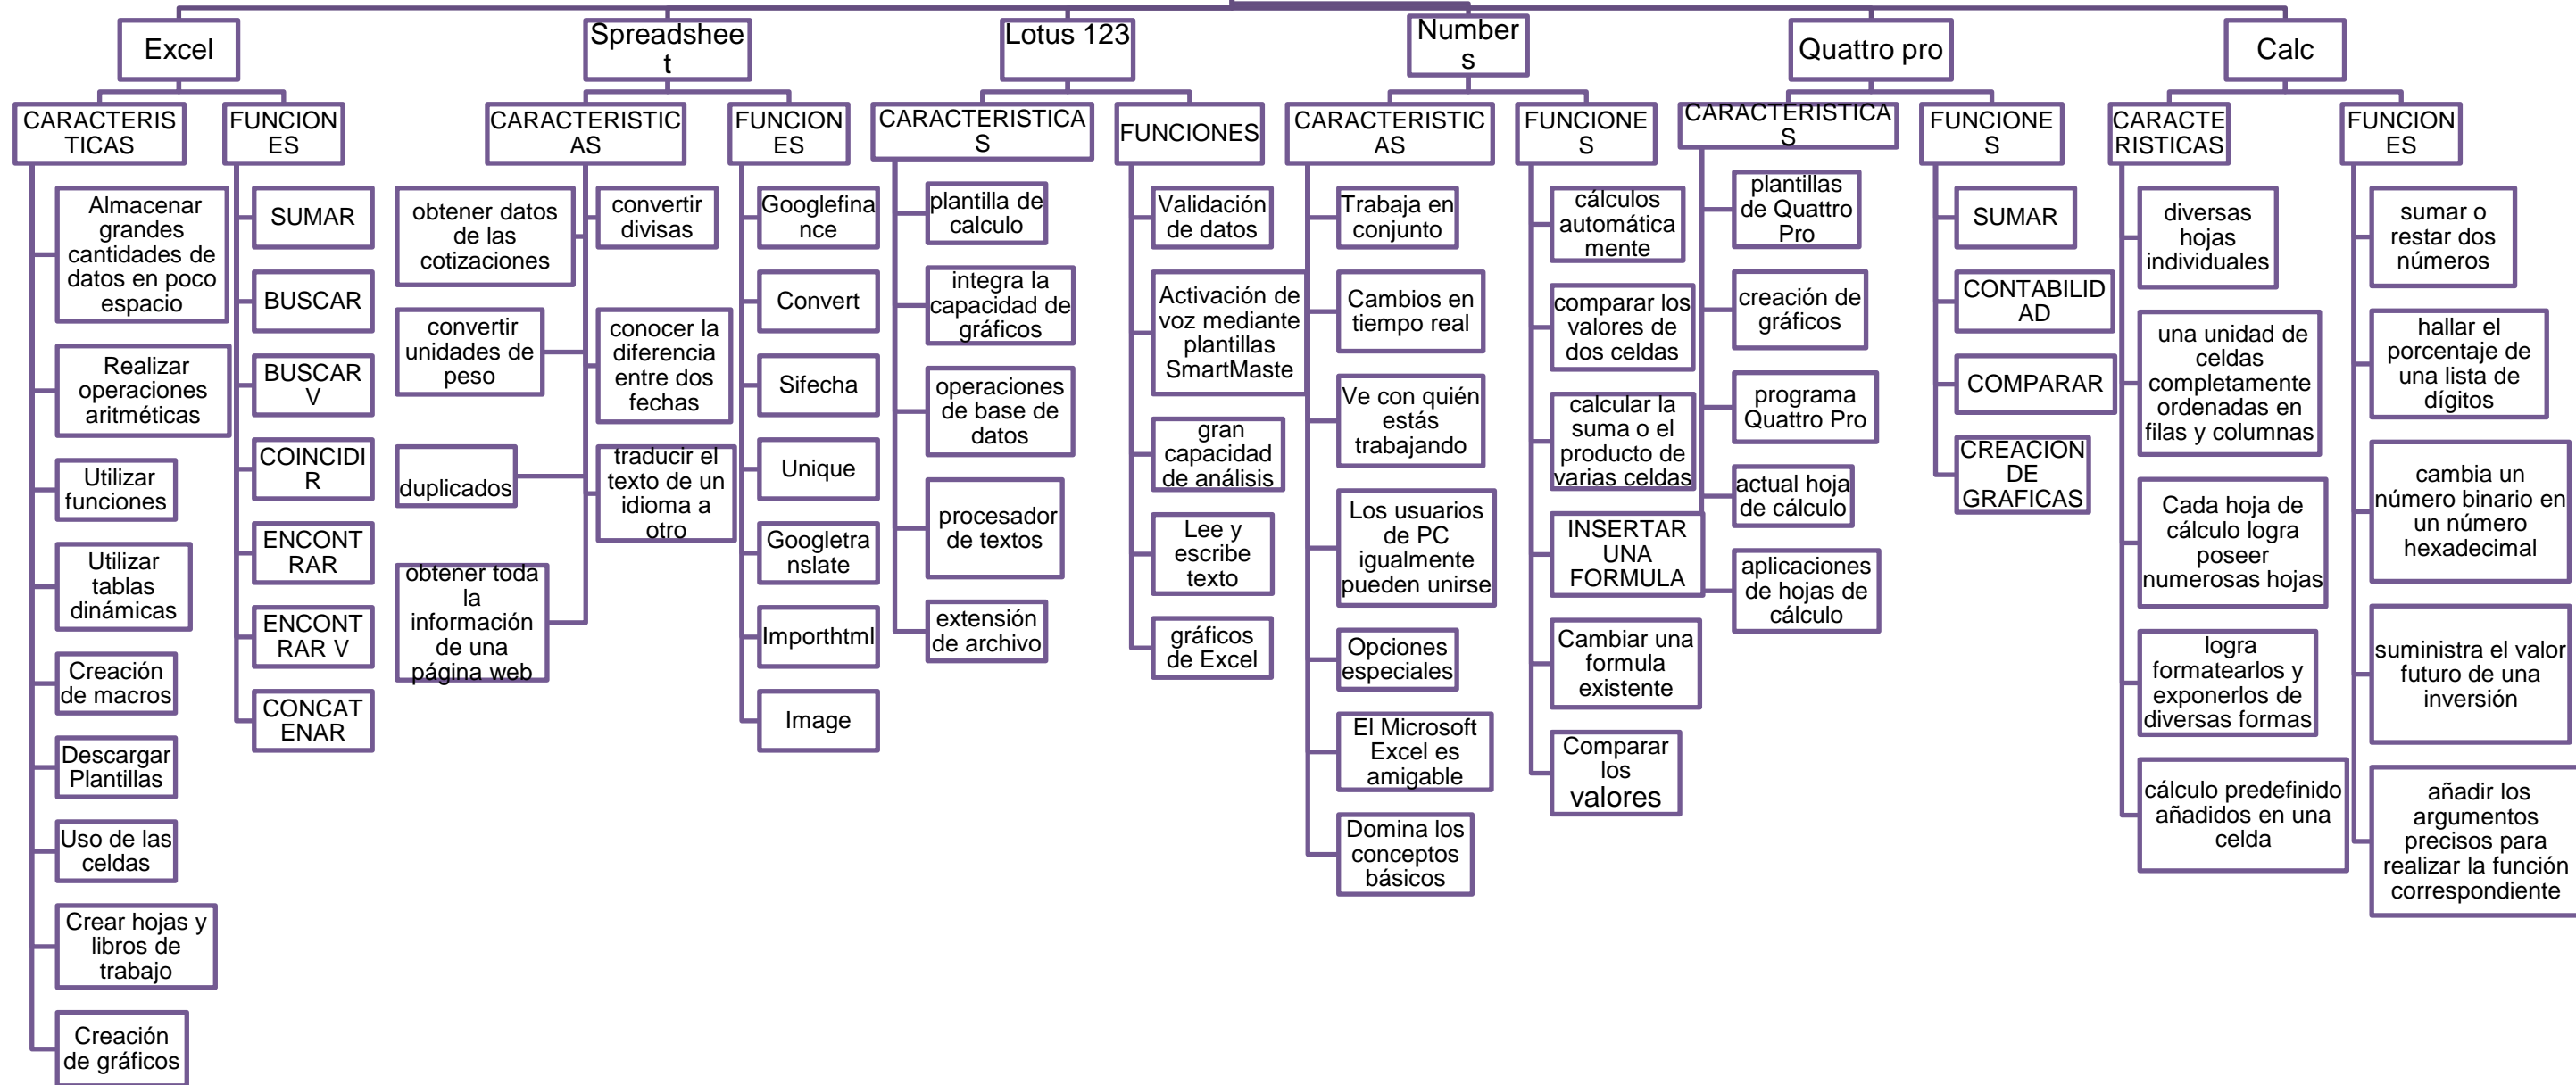 Excel
CARACTERIS
TICAS
Almacenar
grandes
cantidades de
datos en poco
espacio
Realizar
operaciones
aritméticas
Utilizar
funciones
Utilizar
tablas
dinámicas
Creación
de macros
Descargar
Plantillas
Uso de las
celdas
Crear hojas y
libros de
trabajo
Creación
de gráficos
FUNCION
ES
SUMAR
BUSCAR
BUSCAR
V
COINCIDI
R
ENCONT
RAR
ENCONT
RAR V
CONCAT
ENAR
Spreadshee
t
CARACTERISTIC
AS
obtener datos
de las
cotizaciones
convertir
divisas
convertir
unidades de
peso
conocer la
diferencia
entre dos
fechas
duplicados
traducir el
texto de un
idioma a
otro
obtener toda
la
información
de una
página web
FUNCION
ES
Googlefina
nce
Convert
Sifecha
Unique
Googletra
nslate
Importhtml
Image
Lotus 123
CARACTERISTICA
S
plantilla de
calculo
integra la
capacidad de
gráficos
operaciones
de base de
datos
procesador
de textos
extensión
de archivo
FUNCIONES
Validación
de datos
Activación de
voz mediante
plantillas
SmartMaste
gran
capacidad
de análisis
Lee y
escribe
texto
gráficos
de Excel
Number
s
CARACTERISTIC
AS
Trabaja en
conjunto
Cambios en
tiempo real
Ve con quién
estás
trabajando
Los usuarios
de PC
igualmente
pueden unirse
Opciones
especiales
El Microsoft
Excel es
amigable
Domina los
conceptos
básicos
FUNCIONE
S
cálculos
automática
mente
comparar los
valores de
dos celdas
calcular la
suma o el
producto de
varias celdas
INSERTAR
UNA
FORMULA
Cambiar una
formula
existente
Comparar
los
valores
Quattro pro
CARACTERISTICA
S
plantillas
de Quattro
Pro
creación de
gráficos
programa
Quattro Pro
actual hoja
de cálculo
aplicaciones
de hojas de
cálculo
FUNCIONE
S
SUMAR
CONTABILID
AD
COMPARAR
CREACION
DE
GRAFICAS
Calc
CARACTE
RISTICAS
diversas
hojas
individuales
una unidad de
celdas
completamente
ordenadas en
filas y columnas
Cada hoja de
cálculo logra
poseer
numerosas hojas
logra
formatearlos y
exponerlos de
diversas formas
cálculo predefinido
añadidos en una
celda
FUNCION
ES
sumar o
restar dos
números
hallar el
porcentaje de
una lista de
dígitos
cambia un
número binario en
un número
hexadecimal
suministra el valor
futuro de una
inversión
añadir los
argumentos
precisos para
realizar la función
correspondiente